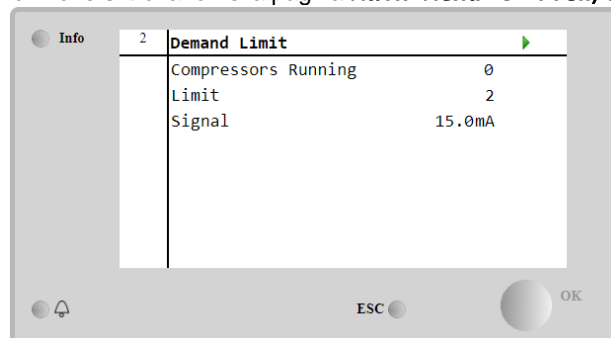 Info
2 Demand Limit
Compressors Running 0
Limit 2
Signal 15.0mA
ESC
OK